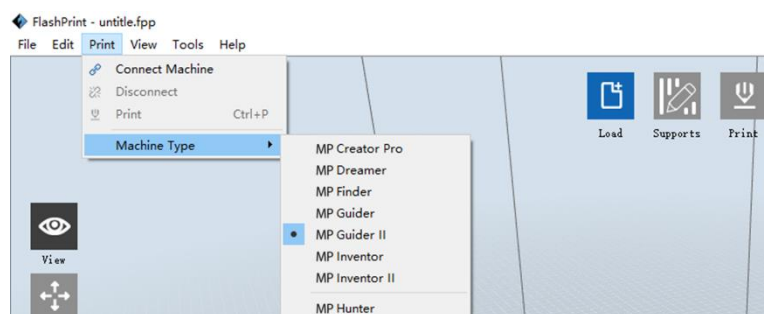 FlashPrint - untitle.fpp
File Edit Print View Tools Help
Connect Machine
Disconnect
Print Ctrl+P
Machine Type
MP Creator Pro
MP Dreamer
MP Finder
MP Guider
MP Guider II
MP Inventor
MP Inventor II
MP Hunter
Load Supports Print
View